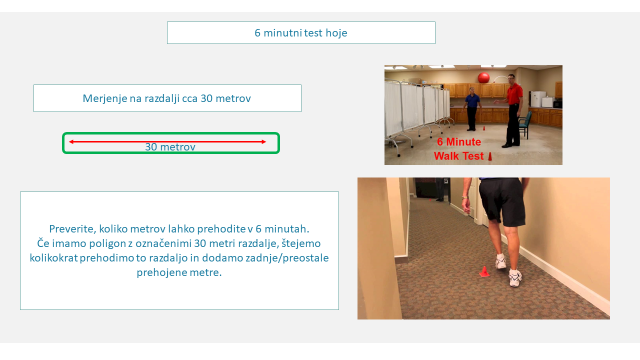 6 minutni test hoje
Merjenje na razdalji cca 30 metrov
30 metrov
6 Minute
Walk Test
Preverite, koliko metrov lahko prehodite v 6 minutah.
Če imamo poligon z označenimi 30 metri razdalje, štejemo
kolikokrat prehodimo to razdaljo in dodamo zadnje/preostale
prehojene metre.